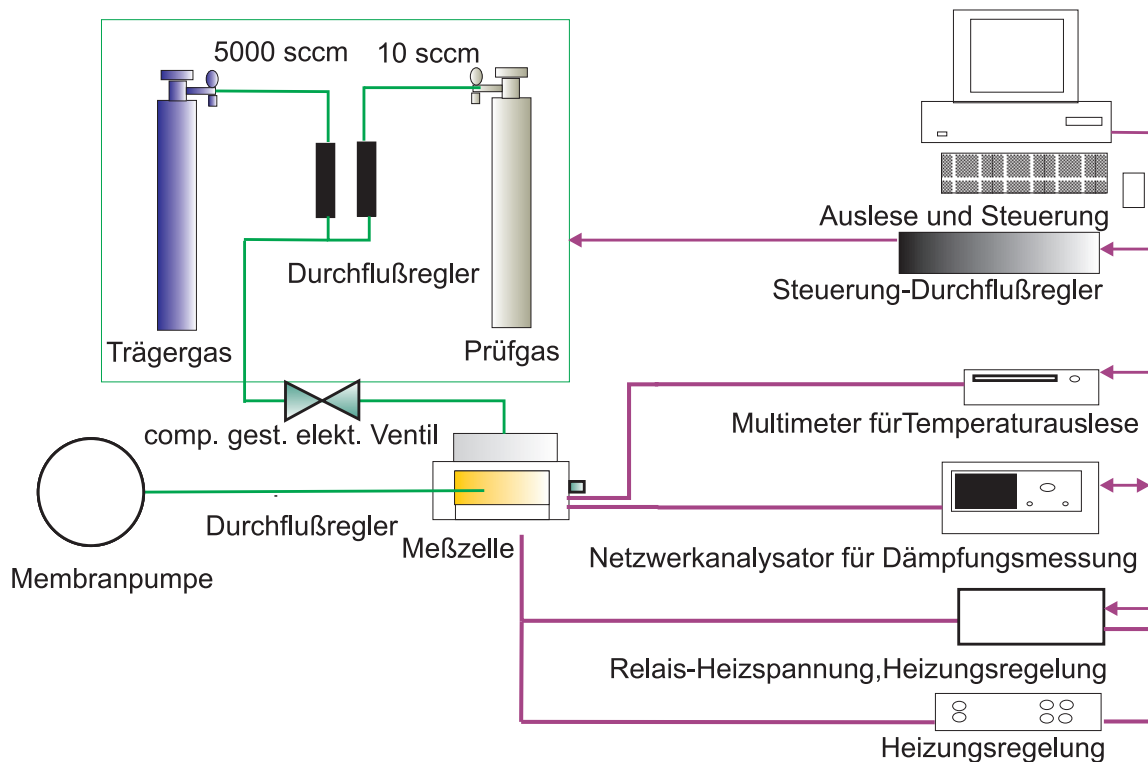 5000 sccm
10 sccm
Durchflußregler
Trägergas
Prüfgas
comp. gest. elekt. Ventil
Durchflußregler
Meßzelle
Membranpumpe
Auslese und Steuerung
Steuerung-Durchflußregler
Multimeter fürTemperaturauslese
Netzwerkanalysator für Dämpfungsmessung
Relais-Heizspannung,Heizungsregelung
Heizungsregelung